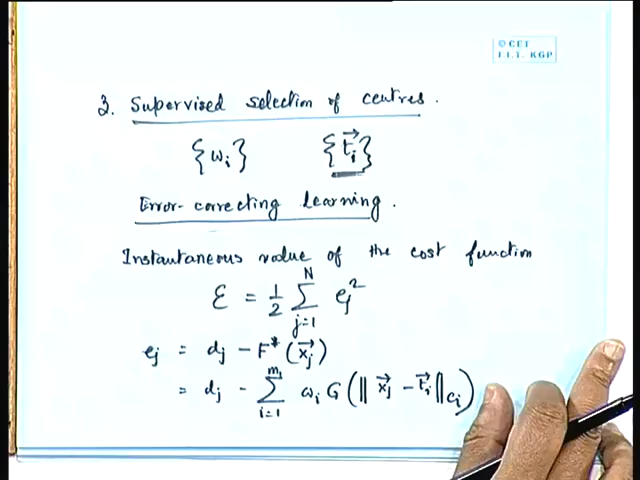 © CET
I.I.T. KGP
3. Supervised selection of centres.
{ωᵢ} {t⃗ᵢ}
Error-correcting learning.
Instantaneous value of the cost function
Ɛ = 1/2 Σ_{j=1}^{N} eⱼ²
eⱼ = dⱼ - F*(x⃗ⱼ)
= dⱼ - Σ_{i=1}^{m₁} ωᵢ G(‖x⃗ⱼ - t⃗ᵢ‖_{Cᵢ})